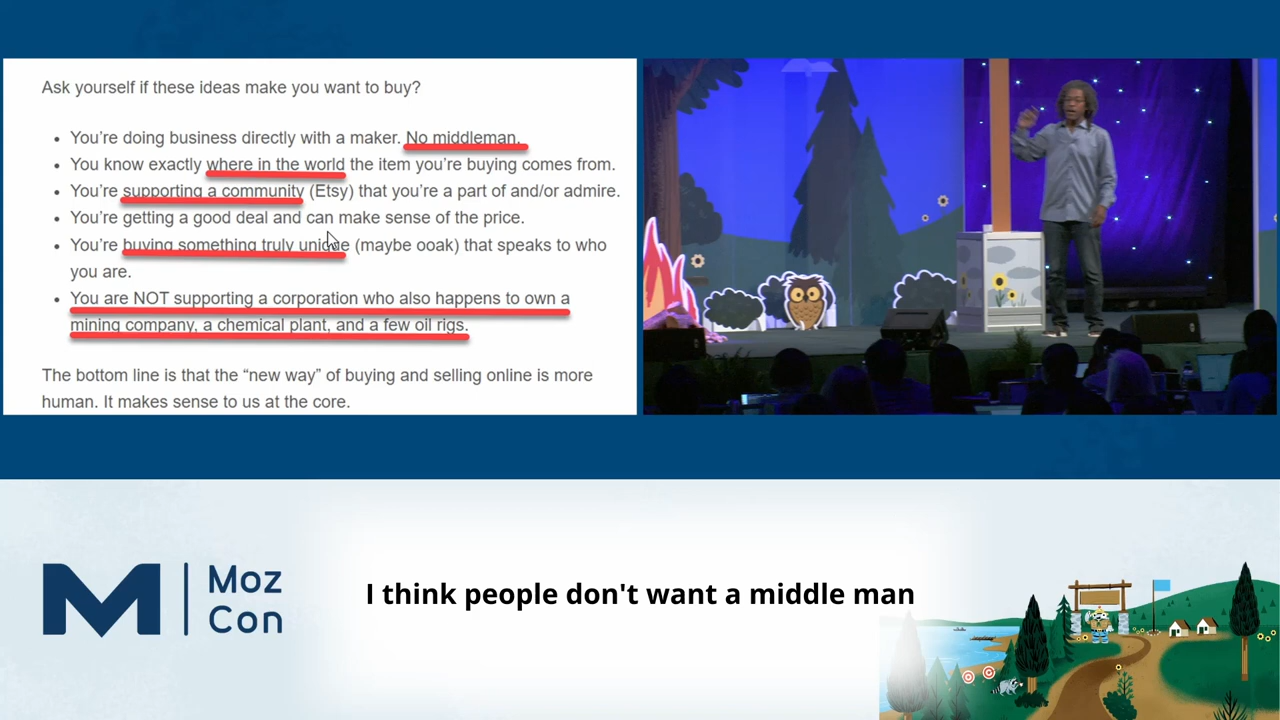 Ask yourself if these ideas make you want to buy?
• You’re doing business directly with a maker. No middleman.
• You know exactly where in the world the item you’re buying comes from.
• You’re supporting a community (Etsy) that you’re a part of and/or admire.
• You’re getting a good deal and can make sense of the price.
• You’re buying something truly unique (maybe ooak) that speaks to who
you are.
• You are NOT supporting a corporation who also happens to own a
mining company, a chemical plant, and a few oil rigs.
The bottom line is that the “new way” of buying and selling online is more
human. It makes sense to us at the core.
Moz
Con
I think people don't want a middle man